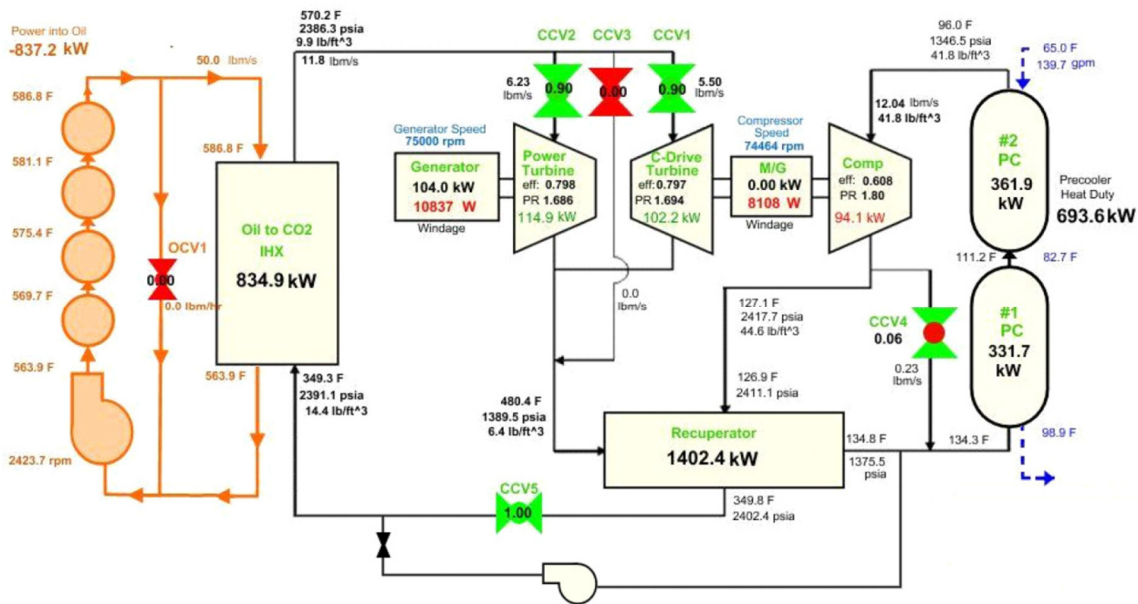 Power into Oil
-837.2 kW
50.0 lbm/s
586.8 F
581.1 F
575.4 F
569.7 F
563.9 F
2423.7 rpm
OCV1
0.00
0.0 lbm/hr
586.8 F
Oil to CO2
IHX
834.9 kW
563.9 F
570.2 F
2386.3 psia
9.9 lb/ft^3
11.8 lbm/s
349.3 F
2391.1 psia
14.4 lb/ft^3
CCV2
CCV3
CCV1
6.23
lbm/s
0.90
0.00
0.90
5.50
lbm/s
Generator Speed
75000 rpm
Generator
104.0 kW
10837 W
Windage
Power
Turbine
eff: 0.798
PR 1.686
114.9 kW
C-Drive
Turbine
eff: 0.797
PR 1.694
102.2 kW
Compressor
Speed
74464 rpm
M/G
0.00 kW
8108 W
Windage
Comp
eff: 0.608
PR 1.80
94.1 kW
12.04 lbm/s
41.8 lb/ft^3
96.0 F
1346.5 psia
41.8 lb/ft^3
65.0 F
139.7 gpm
#2
PC
361.9
kW
Precooler
Heat Duty
693.6 kW
111.2 F
82.7 F
#1
PC
331.7
kW
98.9 F
0.0
lbm/s
127.1 F
2417.7 psia
44.6 lb/ft^3
CCV4
0.06
0.23
lbm/s
126.9 F
2411.1 psia
480.4 F
1389.5 psia
6.4 lb/ft^3
Recuperator
1402.4 kW
134.8 F
1375.5
psia
134.3 F
349.8 F
2402.4 psia
CCV5
1.00